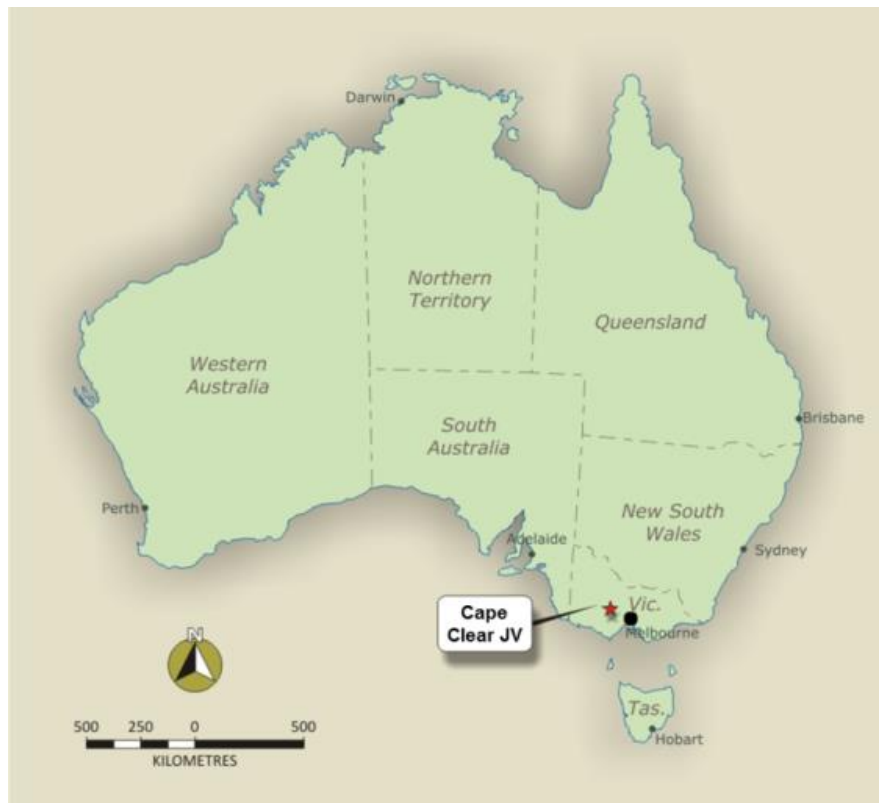 Darwin
Northern
Territory
Queensland
Western
Australia
South
Australia
Brisbane
Perth
New South
Wales
Adelaide
Sydney
Cape
Clear JV
Vic.
Melbourne
N
Tas.
Hobart
500 250 0 500
KILOMETRES